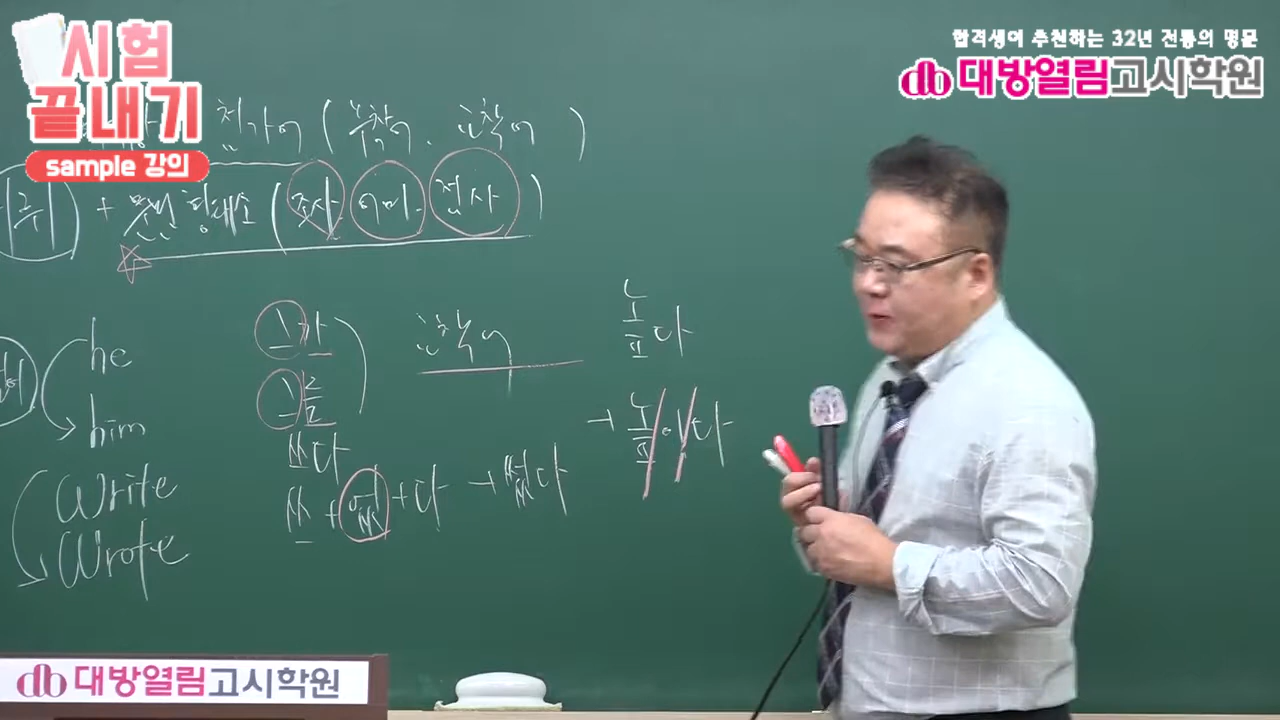 시험
끝내기
sample 강의
합격생이 추천하는 32년 전통의 명문
대방열림고시학원
첨가어 ( 부착어. 교착어 )
+ 문법 형태소 ( 조사 어미. 접사 )
he
him
Write
Wrote
그가
그를
쓰다
쓰 + 었 + 다 → 썼다
교착어
높다
→ 높이다
대방열림고시학원